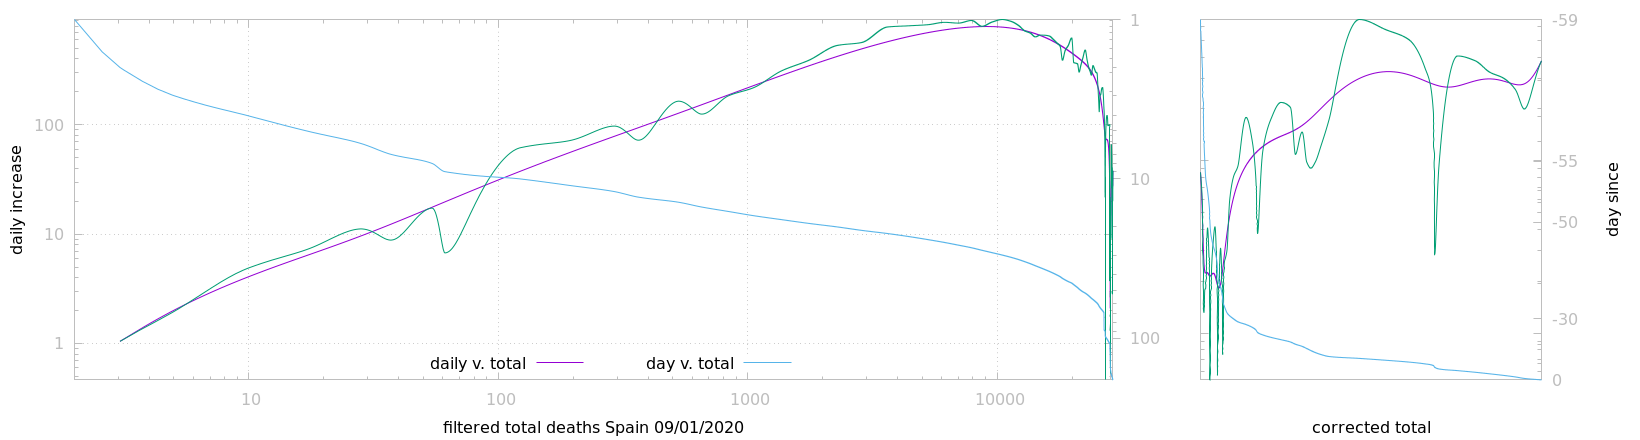 daily increase
100
10
1
10
100
1000
10000
1
10
100
daily v. total
day v. total
filtered total deaths Spain 09/01/2020
-59
-55
-50
-30
0
day since
corrected total